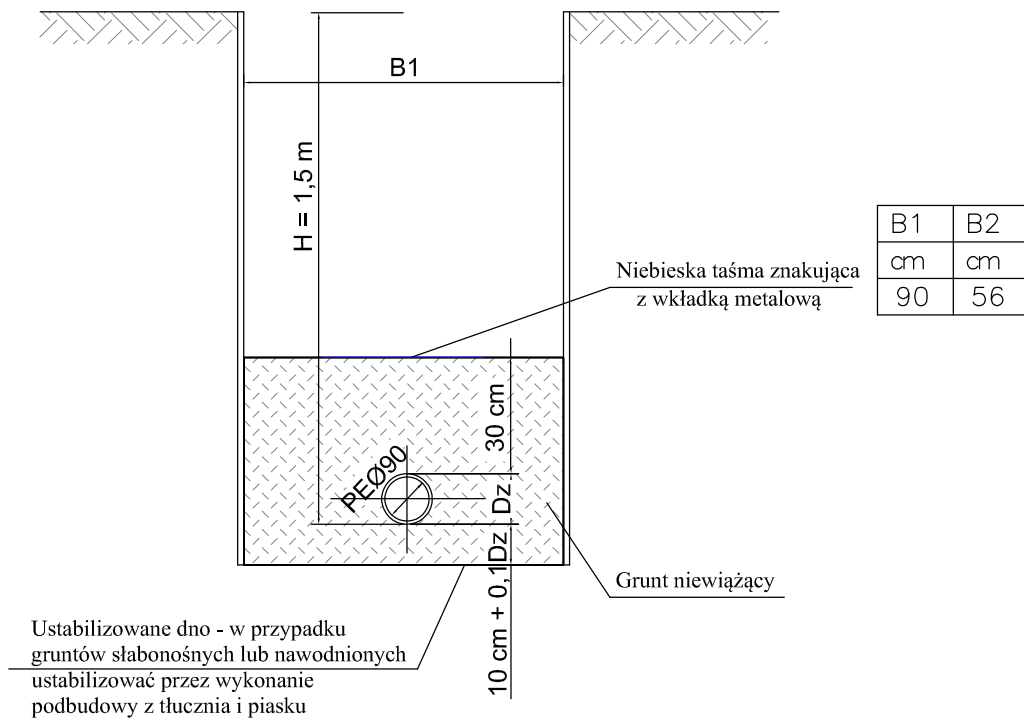 B1
H = 1,5 m
Niebieska taśma znakująca
z wkładką metalową
B1 B2
cm cm
90 56
30 cm
PEØ90
Dz
10 cm + 0,1Dz
Grunt niewiążący
Ustabilizowane dno - w przypadku
gruntów słabonośnych lub nawodnionych
ustabilizować przez wykonanie
podbudowy z tłucznia i piasku